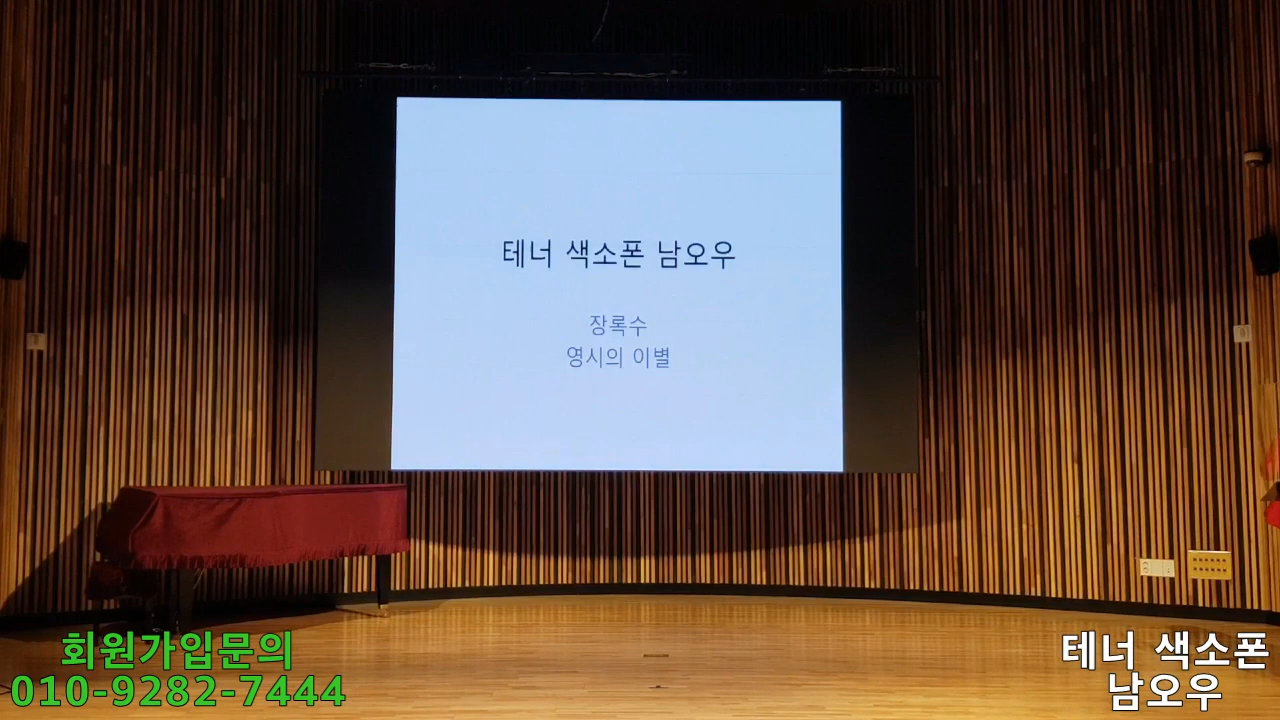 테너 색소폰 남오우
장록수
영시의 이별
회원가입문의
010-9282-7444
테너 색소폰
남오우